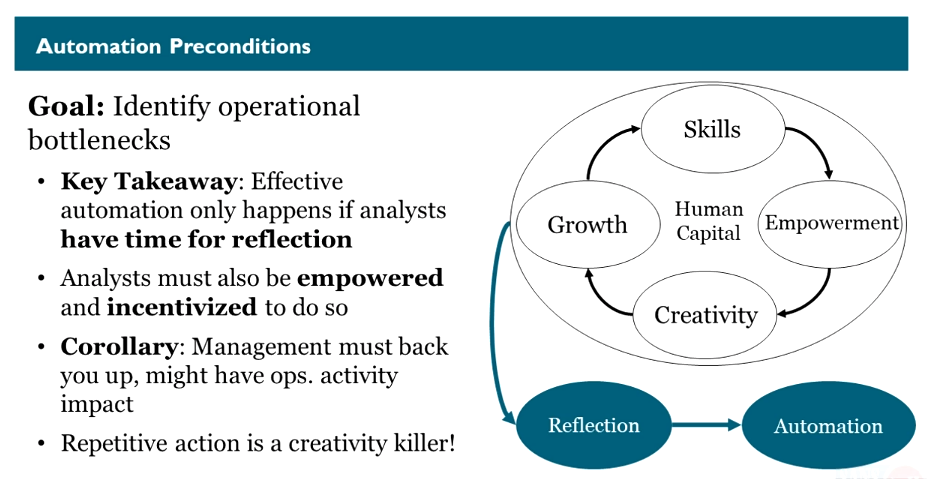 Automation Preconditions
Goal: Identify operational
bottlenecks
• Key Takeaway: Effective
automation only happens if analysts
have time for reflection
• Analysts must also be empowered
and incentivized to do so
• Corollary: Management must back
you up, might have ops. activity
impact
• Repetitive action is a creativity killer!
Skills
Growth
Human
Capital
Empowerment
Creativity
Reflection
Automation